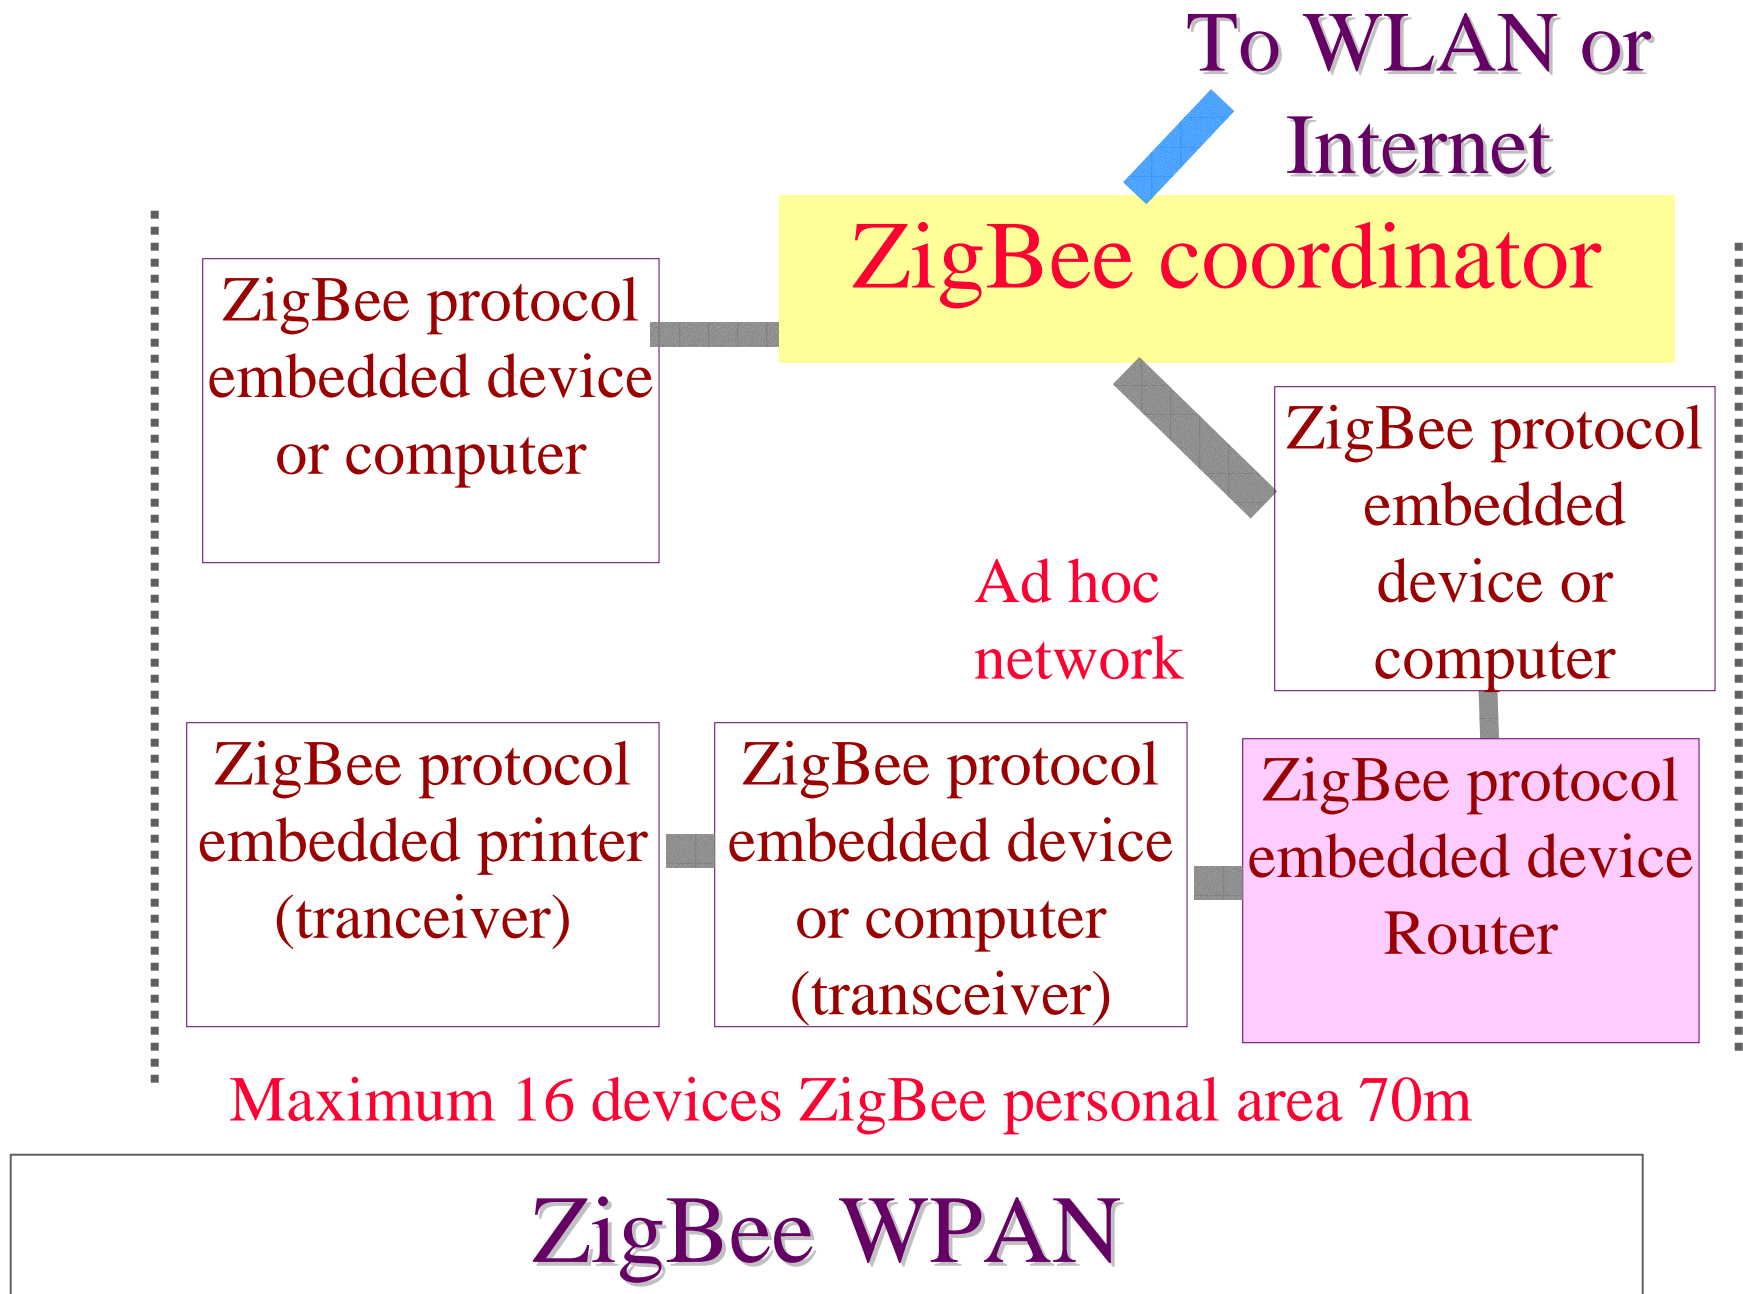 To WLAN or
Internet
ZigBee coordinator
ZigBee protocol
embedded device
or computer
ZigBee protocol
embedded
device or
computer
Ad hoc
network
ZigBee protocol
embedded printer
(tranceiver)
ZigBee protocol
embedded device
or computer
(transceiver)
ZigBee protocol
embedded device
Router
Maximum 16 devices ZigBee personal area 70m
ZigBee WPAN